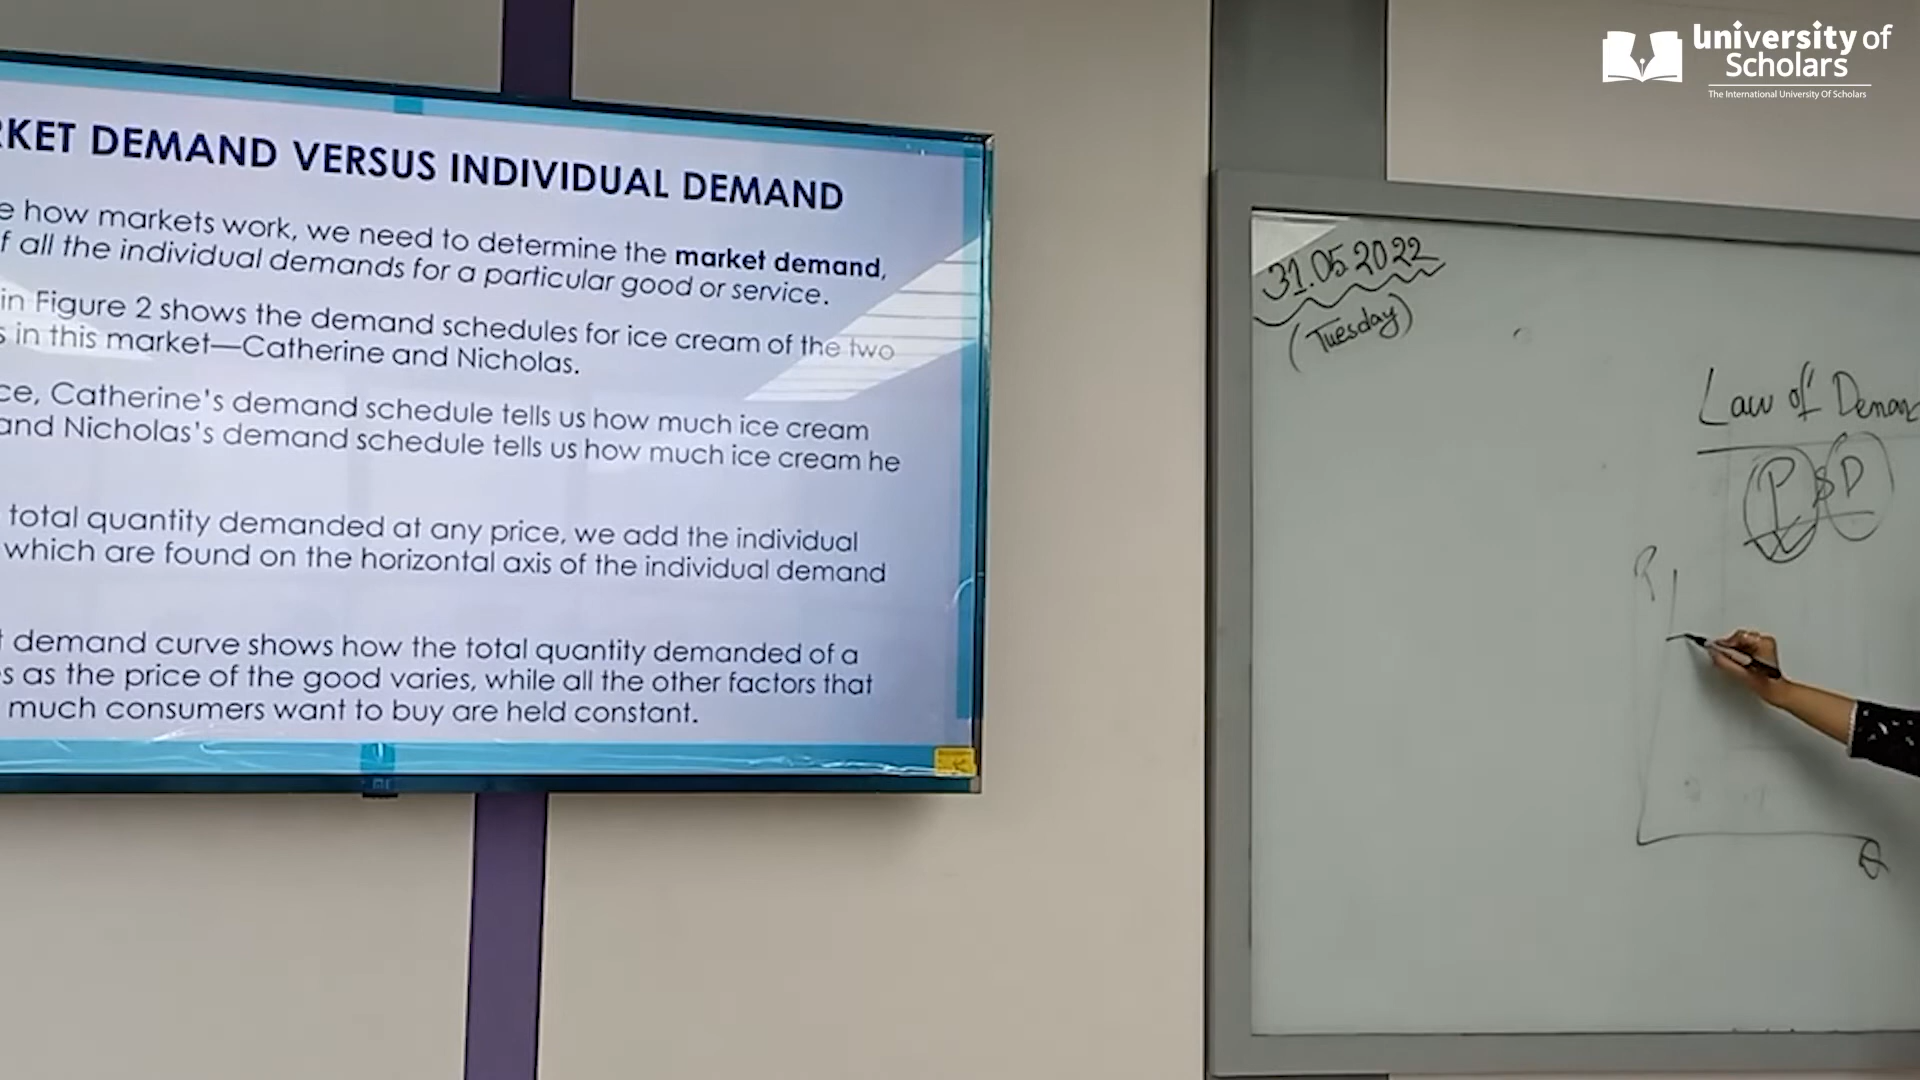 university of
Scholars
The International University Of Scholars
RKET DEMAND VERSUS INDIVIDUAL DEMAND
e how markets work, we need to determine the market demand,
f all the individual demands for a particular good or service.
in Figure 2 shows the demand schedules for ice cream of the two
s in this market—Catherine and Nicholas.
ce, Catherine's demand schedule tells us how much ice cream
and Nicholas's demand schedule tells us how much ice cream he
total quantity demanded at any price, we add the individual
which are found on the horizontal axis of the individual demand
t demand curve shows how the total quantity demanded of a
s as the price of the good varies, while all the other factors that
much consumers want to buy are held constant.
31.05.2022
(Tuesday)
Law of Demand
P & D
P
Q